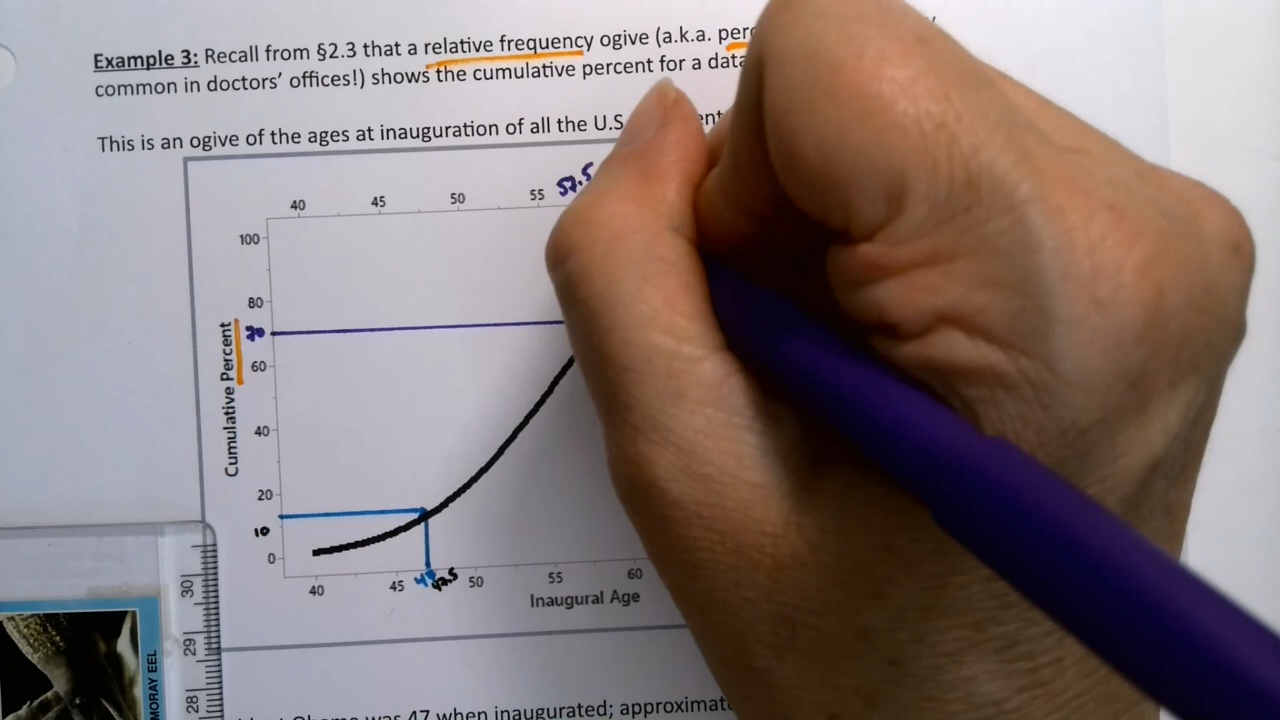 Example 3: Recall from §2.3 that a relative frequency ogive (a.k.a. perc
common in doctors' offices!) shows the cumulative percent for a data
This is an ogive of the ages at inauguration of all the U.S
40 45 50 55 57.5
100
80
70
60
40
20
10
0
Cumulative Percent
40 45 47 47.5 50 55 60
Inaugural Age
Obama was 47 when inaugurated; approximate
30
29
28
MORAY EEL